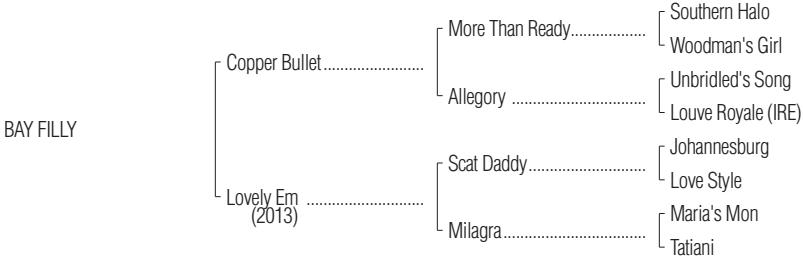 Southern Halo
More Than Ready..................
Woodman's Girl
Copper Bullet........................
Unbridled's Song
Allegory ................................
Louve Royale (IRE)
BAY FILLY
Johannesburg
Scat Daddy............................
Love Style
Lovely Em ............................
(2013)
Maria's Mon
Milagra..................................
Tatiani